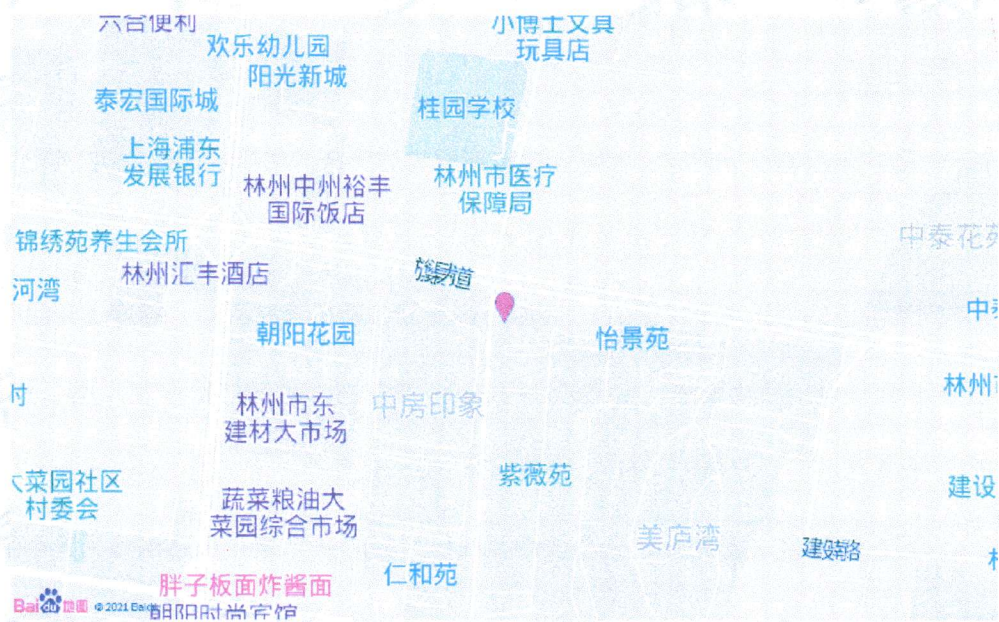 六合便利
小博士文具
玩具店
欢乐幼儿园
阳光新城
泰宏国际城
桂园学校
上海浦东
发展银行
林州中州裕丰
国际饭店
林州市医疗
保障局
中泰花苑
锦绣苑养生会所
林州汇丰酒店
河湾
朝阳花园
怡景苑
林州市东
建材大市场
中房印象
大菜园社区
村委会
紫薇苑
建设
蔬菜粮油大
菜园综合市场
美庐湾
仁和苑
胖子板面炸酱面
朝阳时尚宾馆
Bai du 地图 © 2021 Baidu